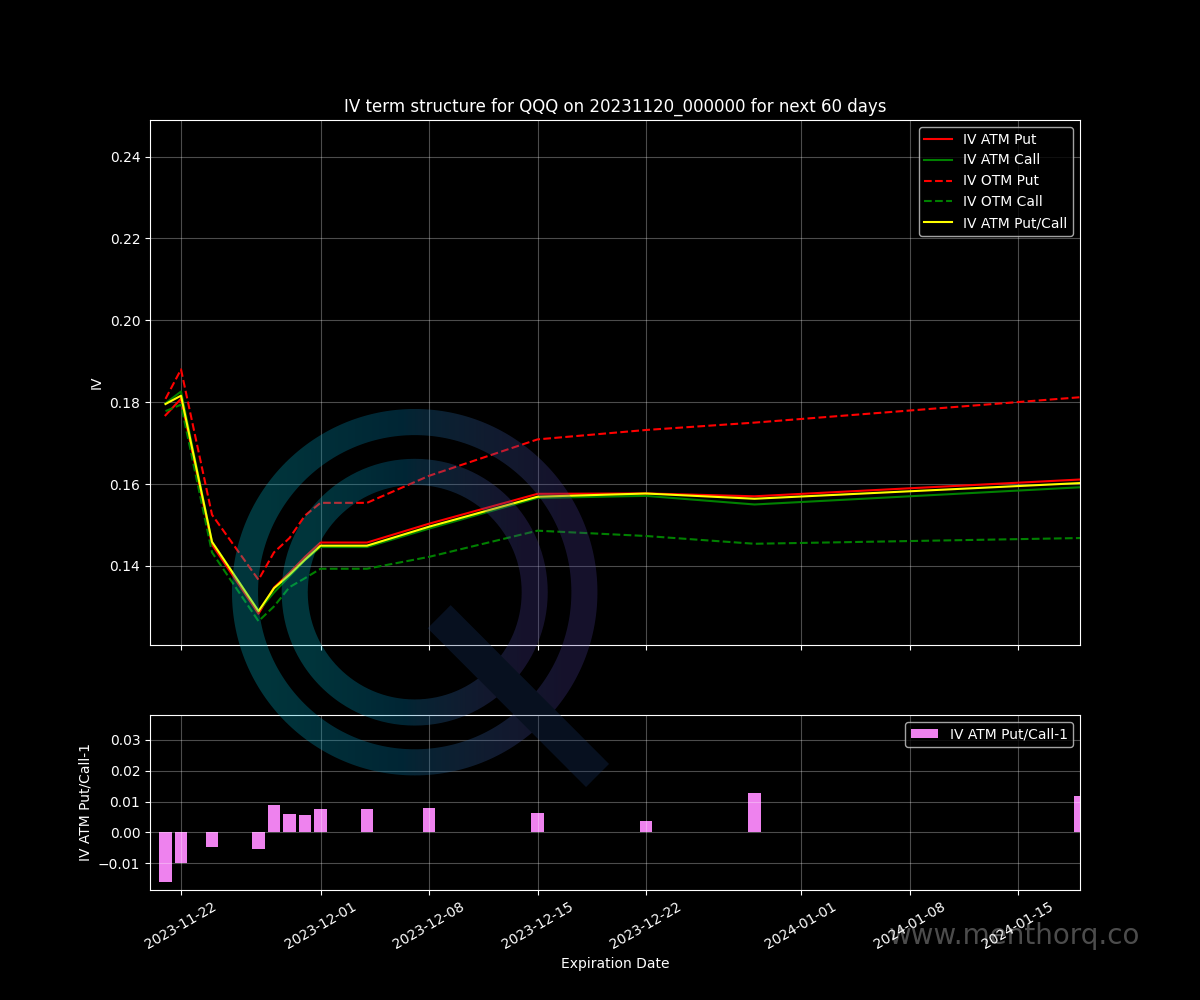 IV term structure for QQQ on 20231120_000000 for next 60 days
IV ATM Put
IV ATM Call
IV OTM Put
IV OTM Call
IV ATM Put/Call
0.24
0.22
0.20
0.18
0.16
0.14
IV
IV ATM Put/Call-1
0.03
0.02
0.01
0.00
−0.01
IV ATM Put/Call-1
2023-11-22
2023-12-01
2023-12-08
2023-12-15
2023-12-22
2024-01-01
2024-01-08
2024-01-15
www.menthorq.co
Expiration Date